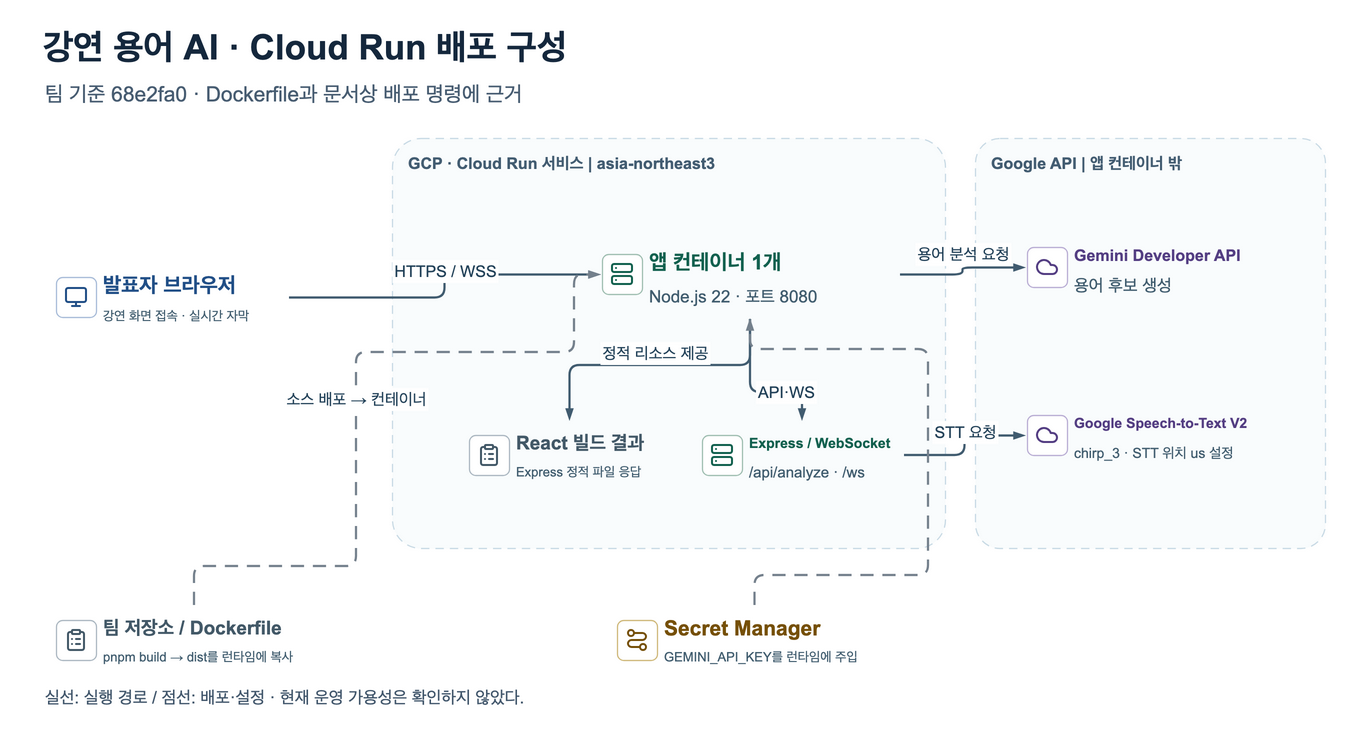 강연 용어 AI · Cloud Run 배포 구성
팀 기준 68e2fa0 · Dockerfile과 문서상 배포 명령에 근거
GCP · Cloud Run 서비스 | asia-northeast3
Google API | 앱 컨테이너 밖
발표자 브라우저
강연 화면 접속 · 실시간 자막
HTTPS / WSS
앱 컨테이너 1개
Node.js 22 · 포트 8080
용어 분석 요청
Gemini Developer API
용어 후보 생성
정적 리소스 제공
API·WS
소스 배포 → 컨테이너
React 빌드 결과
Express 정적 파일 응답
Express / WebSocket
/api/analyze · /ws
STT 요청
Google Speech-to-Text V2
chirp_3 · STT 위치 us 설정
팀 저장소 / Dockerfile
pnpm build → dist를 런타임에 복사
Secret Manager
GEMINI_API_KEY를 런타임에 주입
실선: 실행 경로 / 점선: 배포·설정 · 현재 운영 가용성은 확인하지 않았다.